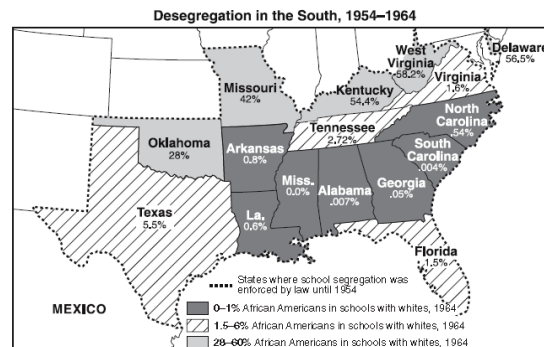 Desegregation in the South, 1954–1964
West
Virginia
58.2%
Delaware
56.5%
Missouri
42%
Kentucky
54.4%
Virginia
1.6%
Oklahoma
28%
Arkansas
0.8%
Tennessee
2.72%
North
Carolina
.54%
South
Carolina
.004%
Texas
5.5%
La.
0.6%
Miss.
0.0%
Alabama
.007%
Georgia
.05%
Florida
1.5%
MEXICO
States where school segregation was
enforced by law until 1954
0–1% African Americans in schools with whites, 1964
1.5–6% African Americans in schools with whites, 1964
28–60% African Americans in schools with whites, 1964